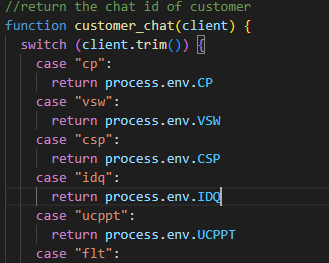 //return the chat id of customer
function customer_chat(client) {
switch (client.trim()) {
case "cp":
return process.env.CP
case "vsw":
return process.env.VSW
case "csp":
return process.env.CSP
case "idq":
return process.env.IDQ
case "ucppt":
return process.env.UCPPT
case "flt":